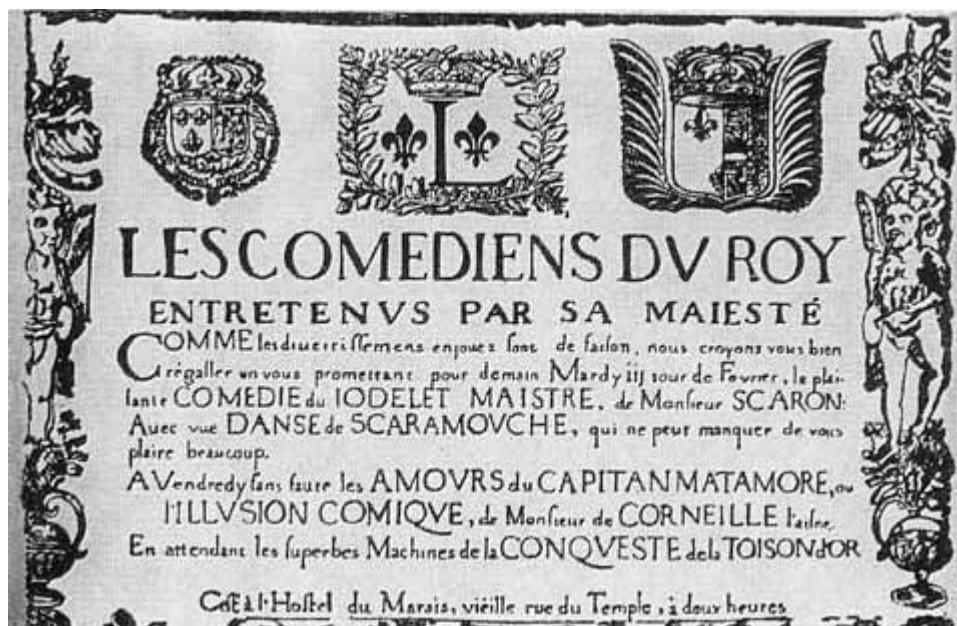 L
LES COMEDIENS DV ROY
ENTRETENVS PAR SA MAIESTÉ
COMME les diuertissemens enjouez sont de saison, nous croyons vous bien
régaller en vous promettant pour demain Mardy iij jour de Fevrier, la plai-
sante COMEDIE du IODELET MAISTRE, de Monsieur SCARON:
Auec vne DANSE de SCARAMOVCHE, qui ne peut manquer de vous
plaire beaucoup.
A Vendredy sans faute les AMOVRS du CAPITAN MATAMORE, ou
l'ILLVSION COMIQVE, de Monsieur de CORNEILLE l'aisné.
En attendant les superbes Machines de la CONQVESTE de la TOISON d'OR
C'est à l'Hostel du Marais, vieille rue du Temple, à deux heures